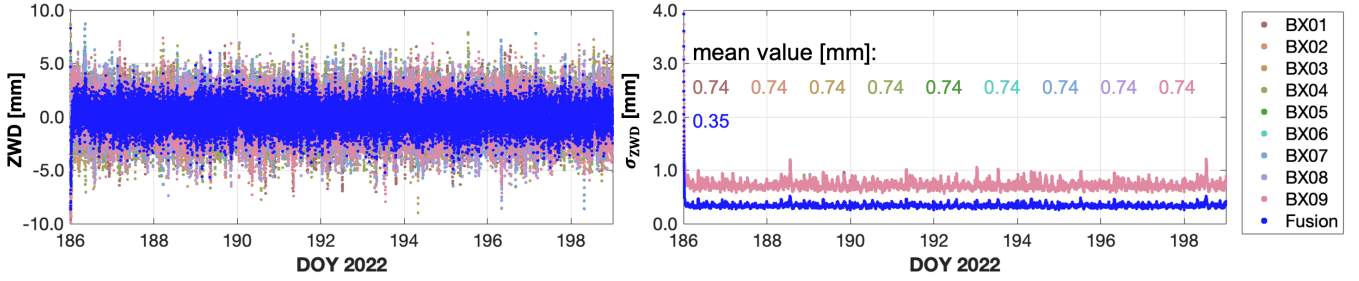 10.0
5.0
0.0
-5.0
-10.0
ZWD [mm]
186 188 190 192 194 196 198
DOY 2022
4.0
3.0
2.0
1.0
0.0
σZWD [mm]
mean value [mm]:
0.74 0.74 0.74 0.74 0.74 0.74 0.74 0.74 0.74
0.35
186 188 190 192 194 196 198
DOY 2022
BX01
BX02
BX03
BX04
BX05
BX06
BX07
BX08
BX09
Fusion